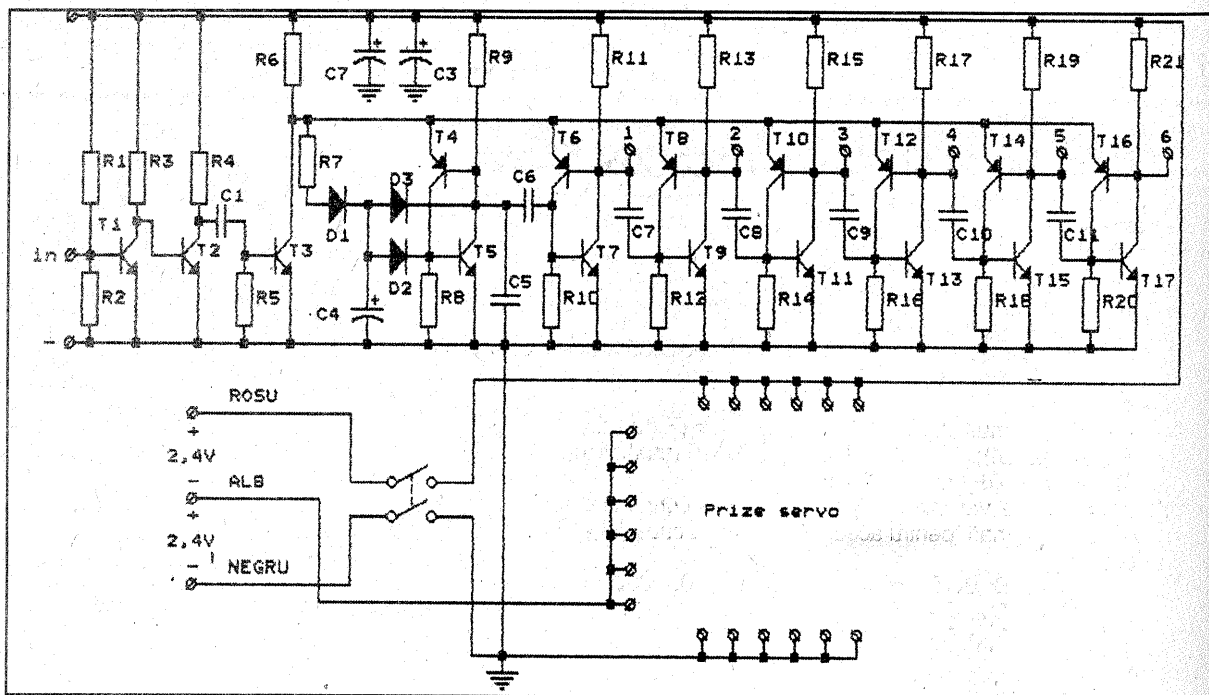 R6
C7
+
C3
+
R9
R11
R13
R15
R17
R19
R21
R1
R3
R4
R7
T4
T6
1
T8
2
T10
3
T12
4
T14
5
T16
6
C1
D3
C6
in
T1
T2
T3
D1
T5
T7
C7
T9
C8
T11
C9
T13
C10
T15
C11
T17
R2
R5
C4
+
D2
R8
C5
R10
R12
R14
R16
R18
R20
-
ROSU
+
2,4V
-
ALB
+
2,4V
-
NEGRU
Prize servo